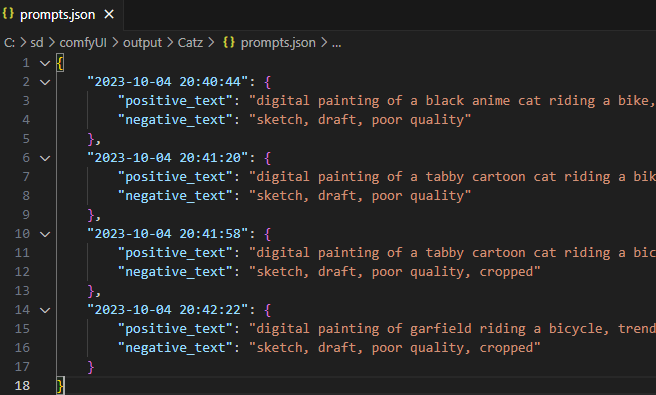 {} prompts.json ×
C: > sd > comfyUI > output > Catz > {} prompts.json > ...
1 {
2 "2023-10-04 20:40:44": {
3 "positive_text": "digital painting of a black anime cat riding a bike,
4 "negative_text": "sketch, draft, poor quality"
5 },
6 "2023-10-04 20:41:20": {
7 "positive_text": "digital painting of a tabby cartoon cat riding a bik
8 "negative_text": "sketch, draft, poor quality"
9 },
10 "2023-10-04 20:41:58": {
11 "positive_text": "digital painting of a tabby cartoon cat riding a bic
12 "negative_text": "sketch, draft, poor quality, cropped"
13 },
14 "2023-10-04 20:42:22": {
15 "positive_text": "digital painting of garfield riding a bicycle, trend
16 "negative_text": "sketch, draft, poor quality, cropped"
17 }
18 }